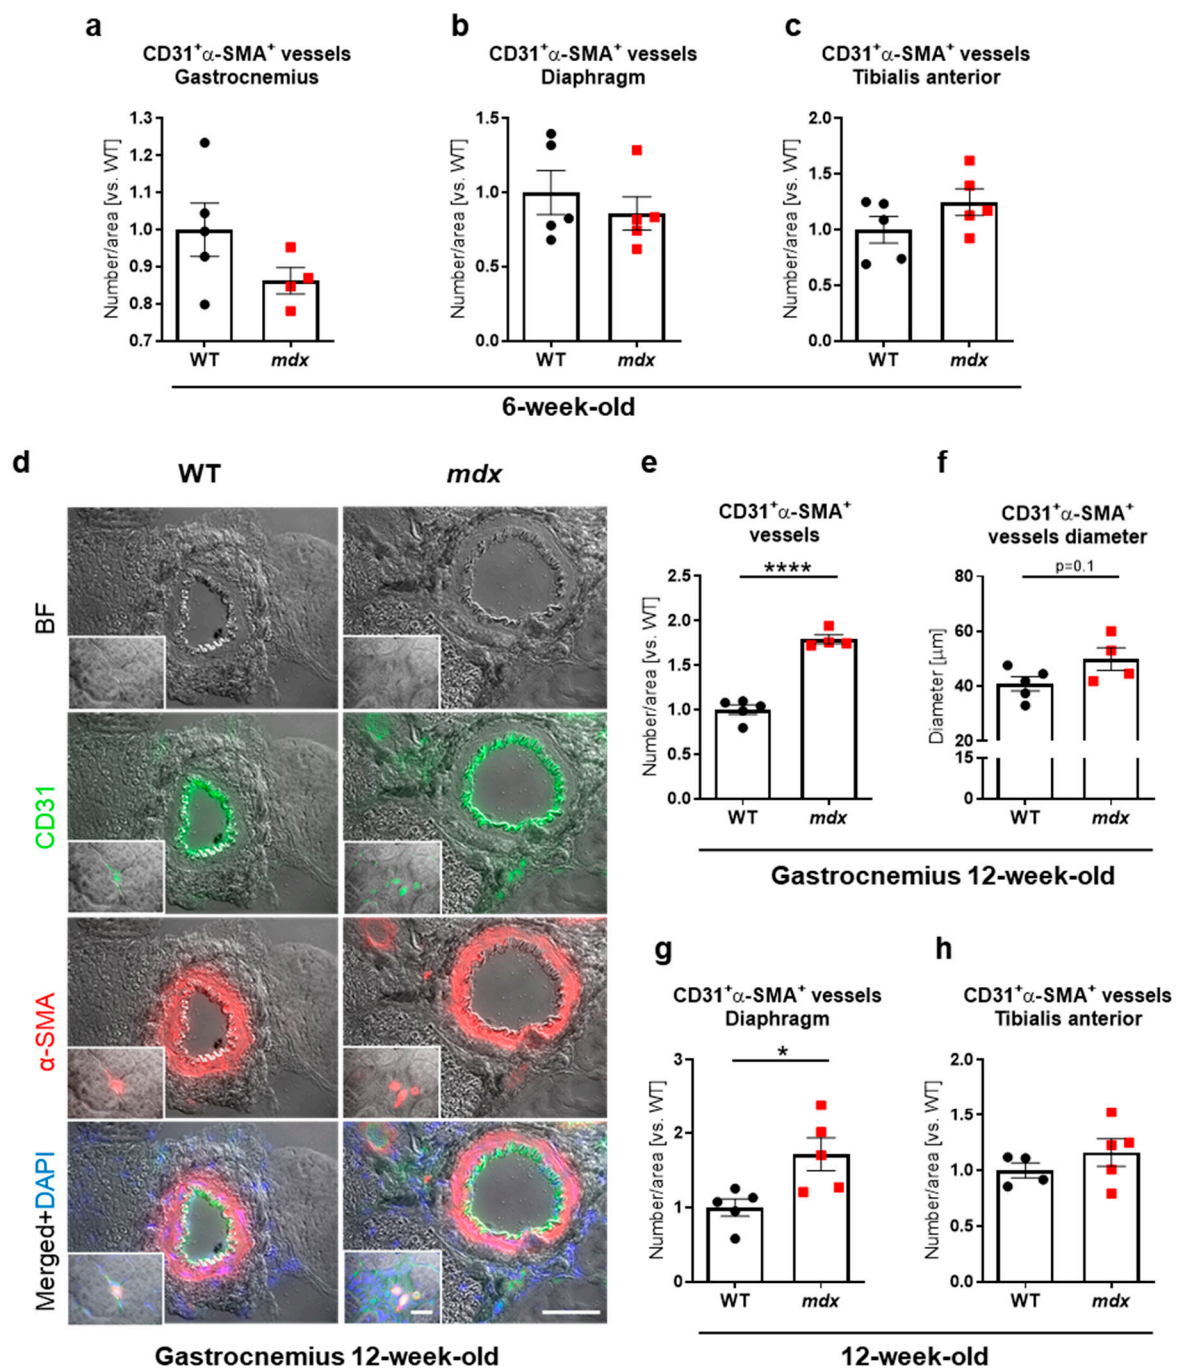 a
CD31⁺α-SMA⁺ vessels
Gastrocnemius
Number/area [vs. WT]
1.3
1.2
1.1
1.0
0.9
0.8
0.7
WT
mdx
b
CD31⁺α-SMA⁺ vessels
Diaphragm
Number/area [vs. WT]
1.5
1.0
0.5
0.0
WT
mdx
c
CD31⁺α-SMA⁺ vessels
Tibialis anterior
Number/area [vs. WT]
2.0
1.5
1.0
0.5
0.0
WT
mdx
6-week-old
d
WT
mdx
BF
CD31
α-SMA
Merged+DAPI
Gastrocnemius 12-week-old
e
CD31⁺α-SMA⁺
vessels
Number/area [vs. WT]
2.5
2.0
1.5
1.0
0.5
0.0
****
WT
mdx
f
CD31⁺α-SMA⁺
vessels diameter
p=0.1
Diameter [µm]
80
60
40
20
15
0
WT
mdx
Gastrocnemius 12-week-old
g
CD31⁺α-SMA⁺ vessels
Diaphragm
Number/area [vs. WT]
3
2
1
0
*
WT
mdx
h
CD31⁺α-SMA⁺ vessels
Tibialis anterior
Number/area [vs. WT]
2.0
1.5
1.0
0.5
0.0
WT
mdx
12-week-old